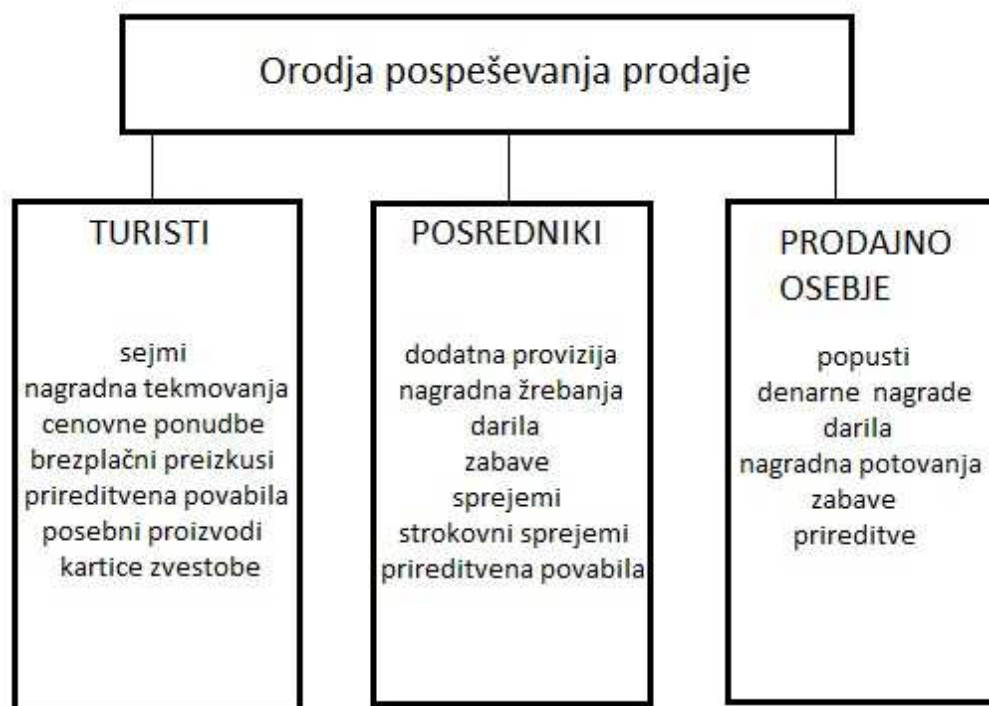 Orodja pospeševanja prodaje
TURISTI
sejmi
nagradna tekmovanja
cenovne ponudbe
brezplačni preizkusi
prireditvena povabila
posebni proizvodi
kartice zvestobe
POSREDNIKI
dodatna provizija
nagradna žrebanja
darila
zabave
sprejemi
strokovni sprejemi
prireditvena povabila
PRODAJNO
OSEBJE
popusti
denarne nagrade
darila
nagradna potovanja
zabave
prireditve